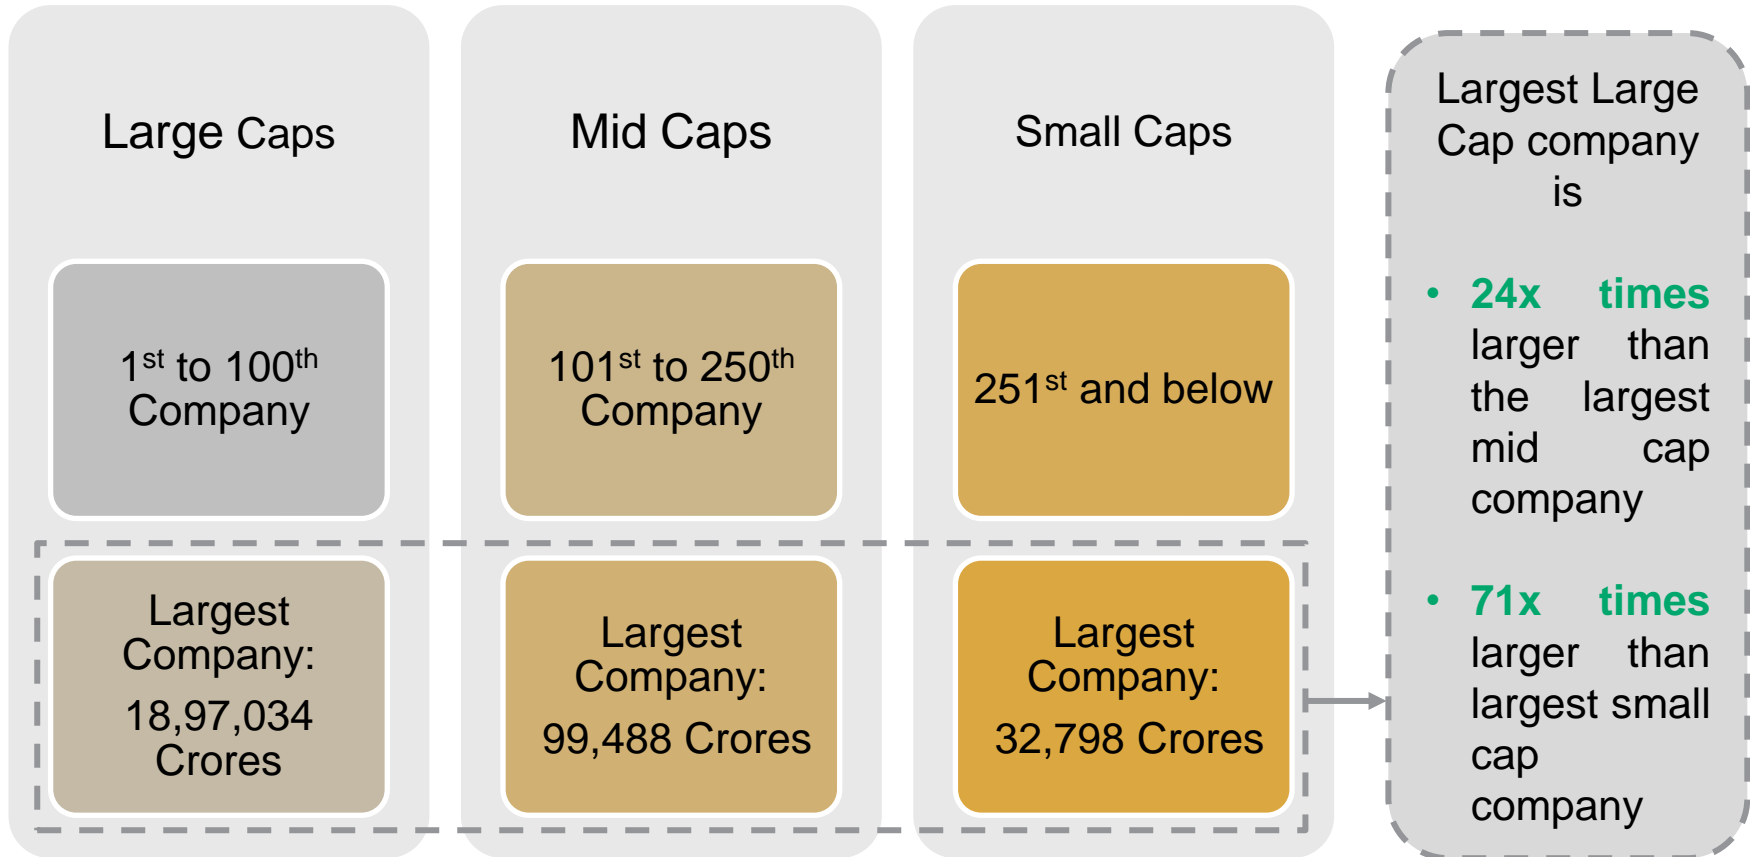 Large Caps
1st to 100th
Company
Largest
Company:
18,97,034
Crores
Mid Caps
101st to 250th
Company
Largest
Company:
99,488 Crores
Small Caps
251st and below
Largest
Company:
32,798 Crores
Largest Large
Cap company
is
• 24x times
larger than
the largest
mid cap
company
• 71x times
larger than
largest small
cap
company